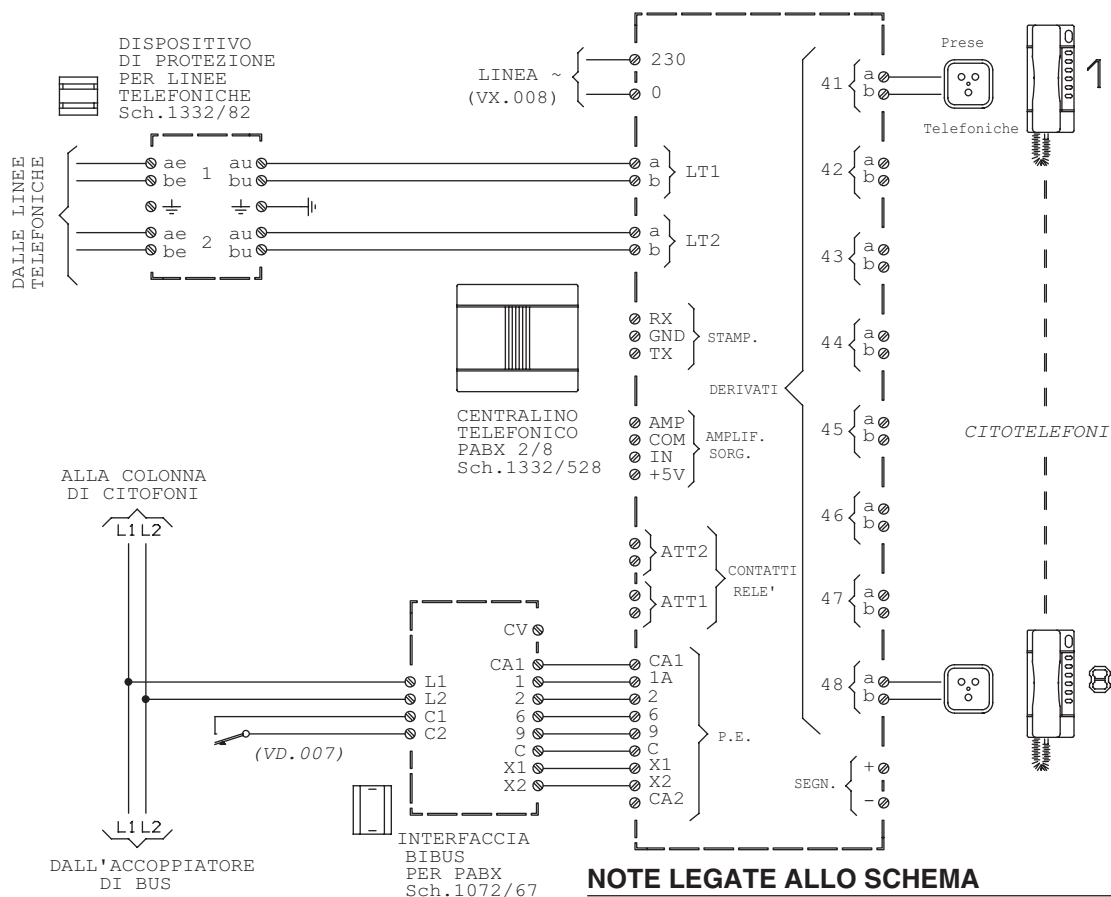 DISPOSITIVO
DI PROTEZIONE
PER LINEE
TELEFONICHE
Sch.1332/82
DALLE LINEE
TELEFONICHE
ae 1 au
be bu
ae 2 au
be bu
LINEA ~
(VX.008)
230
0
a
b
LT1
a
b
LT2
RX
GND
TX
STAMP.
CENTRALINO
TELEFONICO
PABX 2/8
Sch.1332/528
AMP
COM
IN
+5V
AMPLIF.
SORG.
ATT2
ATT1
CONTATTI
RELE'
CA1
1A
2
6
9
C
X1
X2
CA2
P.E.
DERIVATI
41 a
b
42 a
b
43 a
b
44 a
b
45 a
b
46 a
b
47 a
b
48 a
b
SEGN.
+
-
Prese
Telefoniche
1
CITOTELEFONI
8
ALLA COLONNA
DI CITOFONI
L1 L2
L1
L2
C1
C2
(VD.007)
CV
CA1
1
2
6
9
C
X1
X2
L1 L2
DALL'ACCOPPIATORE
DI BUS
INTERFACCIA
BIBUS
PER PABX
Sch.1072/67
NOTE LEGATE ALLO SCHEMA